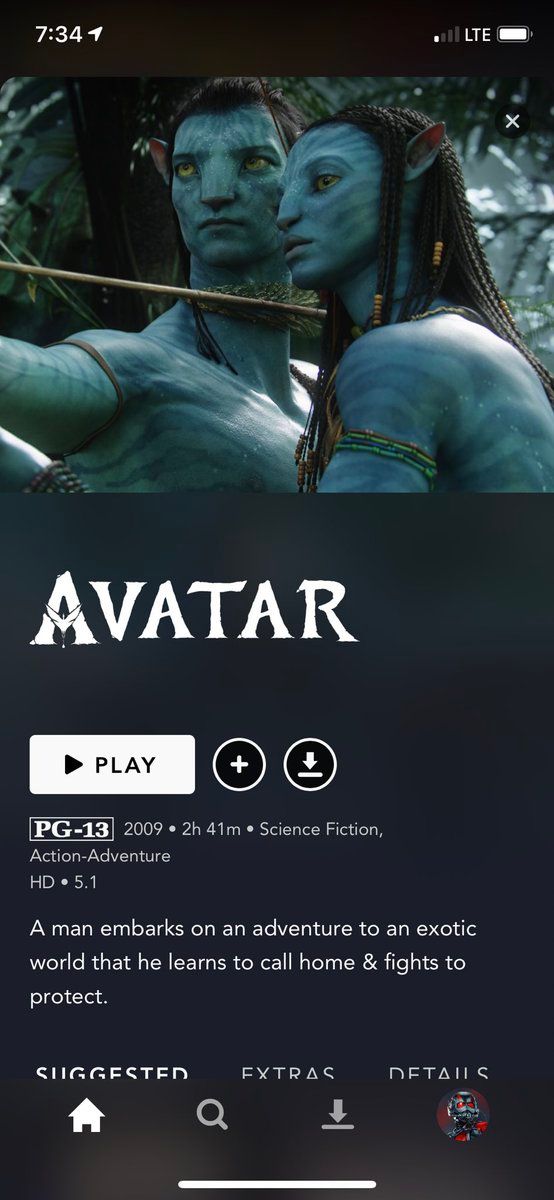 7:34 LTE
AVATAR
PLAY
PG-13 2009 • 2h 41m • Science Fiction,
Action-Adventure
HD • 5.1
A man embarks on an adventure to an exotic
world that he learns to call home & fights to
protect.
SUGGESTED EXTRAS DETAILS